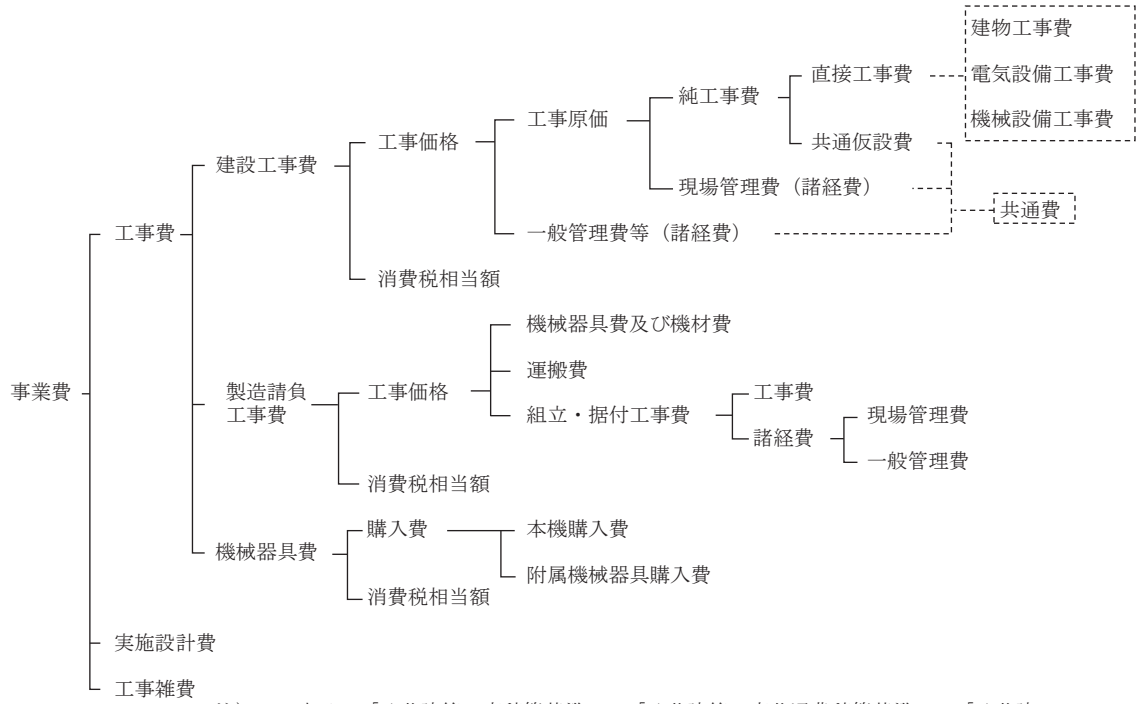 建物工事費
直接工事費
電気設備工事費
純工事費
機械設備工事費
工事原価
共通仮設費
工事価格
建設工事費
現場管理費（諸経費）
共通費
工事費
一般管理費等（諸経費）
消費税相当額
機械器具費及び機材費
運搬費
事業費
製造請負
工事費
工事価格
工事費
組立・据付工事費
現場管理費
諸経費
一般管理費
消費税相当額
購入費
本機購入費
機械器具費
附属機械器具購入費
消費税相当額
実施設計費
工事雑費